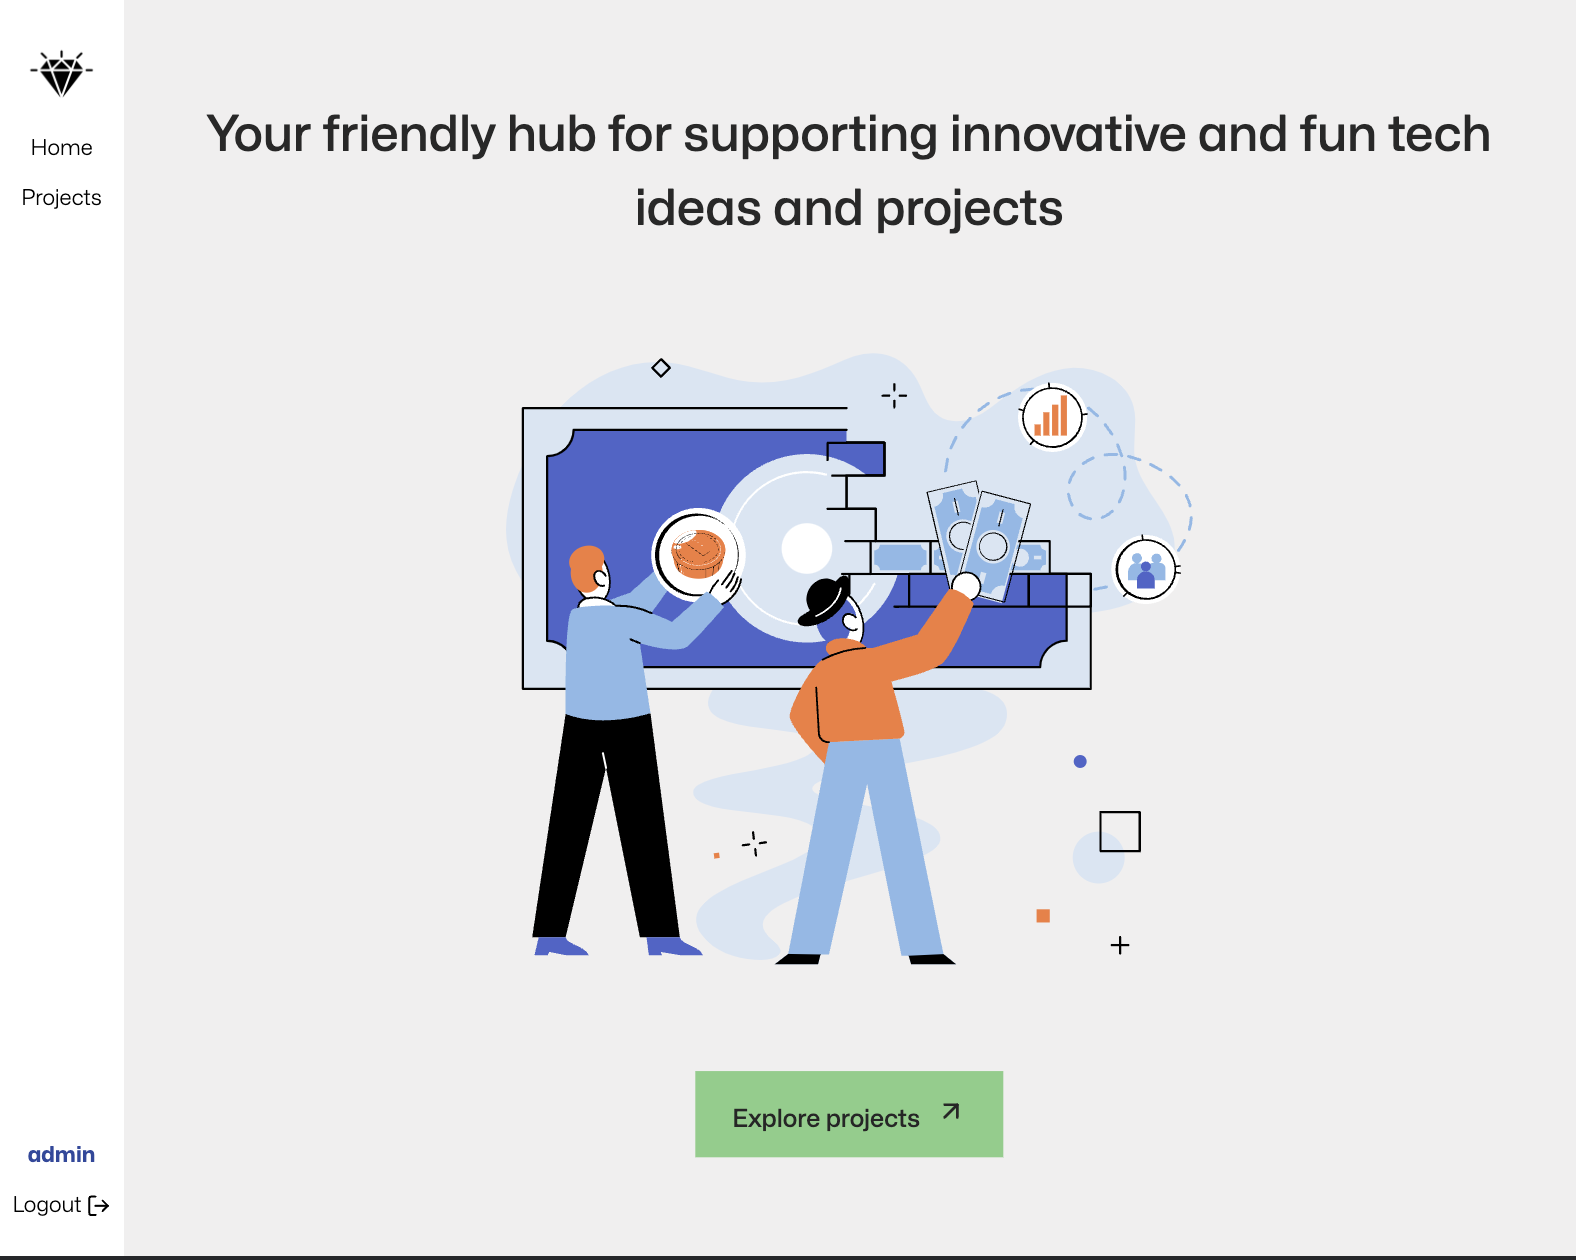 Home
Projects
Your friendly hub for supporting innovative and fun tech
ideas and projects
Explore projects
admin
Logout